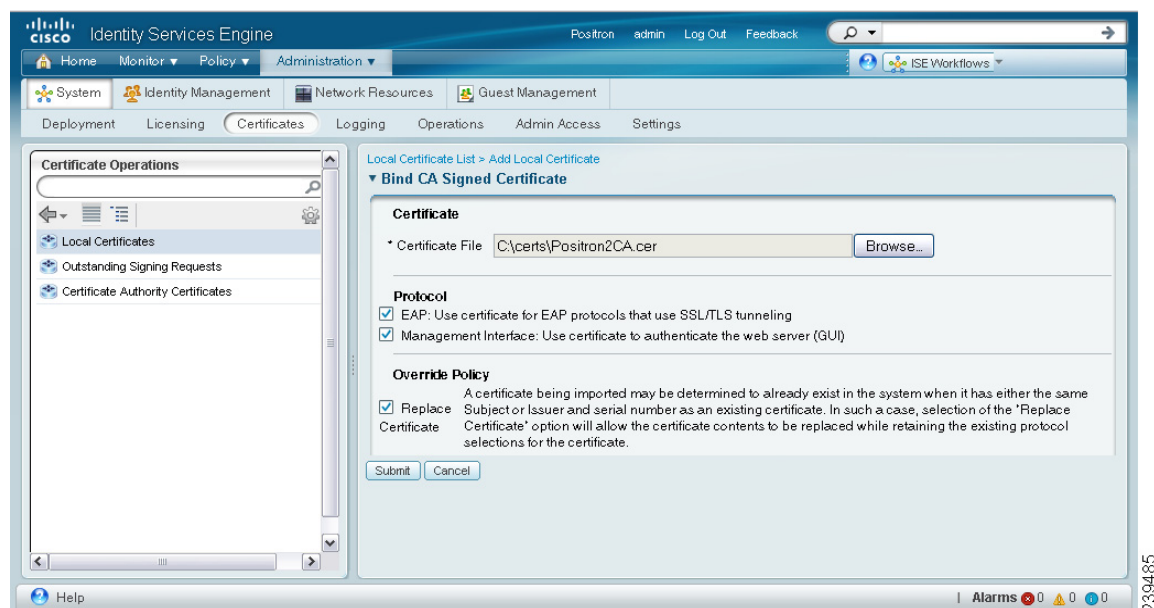 cisco Identity Services Engine
Positron admin Log Out Feedback
Home Monitor ▾ Policy ▾ Administration ▾
ISE Workflows
System Identity Management Network Resources Guest Management
Deployment Licensing Certificates Logging Operations Admin Access Settings
Certificate Operations
Local Certificates
Outstanding Signing Requests
Certificate Authority Certificates
Local Certificate List > Add Local Certificate
▾ Bind CA Signed Certificate
Certificate
* Certificate File C:\certs\Positron2CA.cer Browse...
Protocol
EAP: Use certificate for EAP protocols that use SSL/TLS tunneling
Management Interface: Use certificate to authenticate the web server (GUI)
Override Policy
Replace Certificate
A certificate being imported may be determined to already exist in the system when it has either the same
Subject or Issuer and serial number as an existing certificate. In such a case, selection of the 'Replace
Certificate' option will allow the certificate contents to be replaced while retaining the existing protocol
selections for the certificate.
Submit Cancel
Help
| Alarms 0 0 0
239485